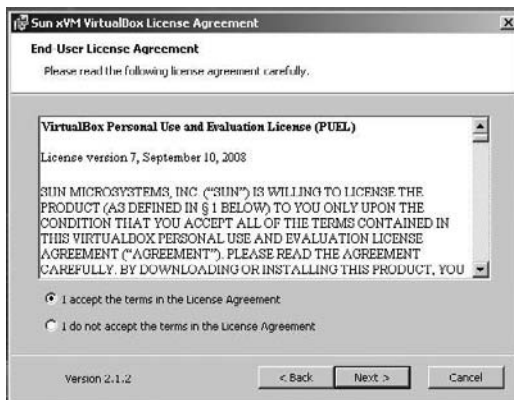 Sun xVM VirtualBox License Agreement
End-User License Agreement
Please read the following license agreement carefully.
VirtualBox Personal Use and Evaluation License (PUEL)
License version 7, September 10, 2008
SUN MICROSYSTEMS, INC. ("SUN") IS WILLING TO LICENSE THE
PRODUCT (AS DEFINED IN § 1 BELOW) TO YOU ONLY UPON THE
CONDITION THAT YOU ACCEPT ALL OF THE TERMS CONTAINED IN
THIS VIRTUALBOX PERSONAL USE AND EVALUATION LICENSE
AGREEMENT ("AGREEMENT"). PLEASE READ THE AGREEMENT
CAREFULLY. BY DOWNLOADING OR INSTALLING THIS PRODUCT, YOU
I accept the terms in the License Agreement
I do not accept the terms in the License Agreement
Version 2.1.2
< Back
Next >
Cancel